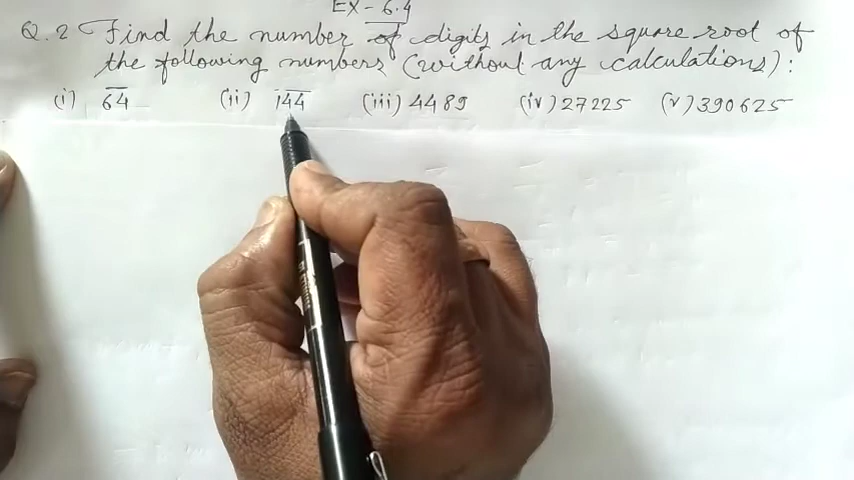 EX-6.4
Q.2 Find the number of digits in the square root of
the following numbers (without any calculations):
(i) 64 (ii) 144 (iii) 4489 (iv) 27225 (v) 390625